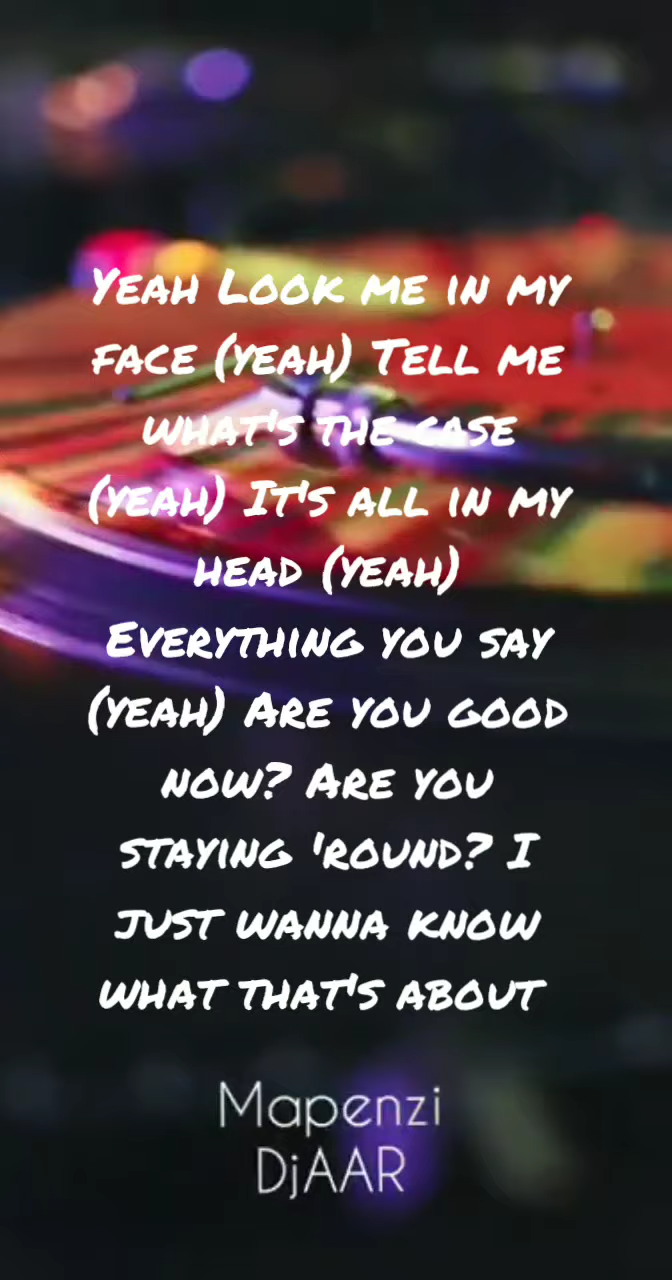 Yeah Look me in my
face (yeah) Tell me
what's the case
(yeah) It's all in my
head (yeah)
Everything you say
(yeah) Are you good
now? Are you
staying 'round? I
just wanna know
what that's about
Mapenzi
DjAAR